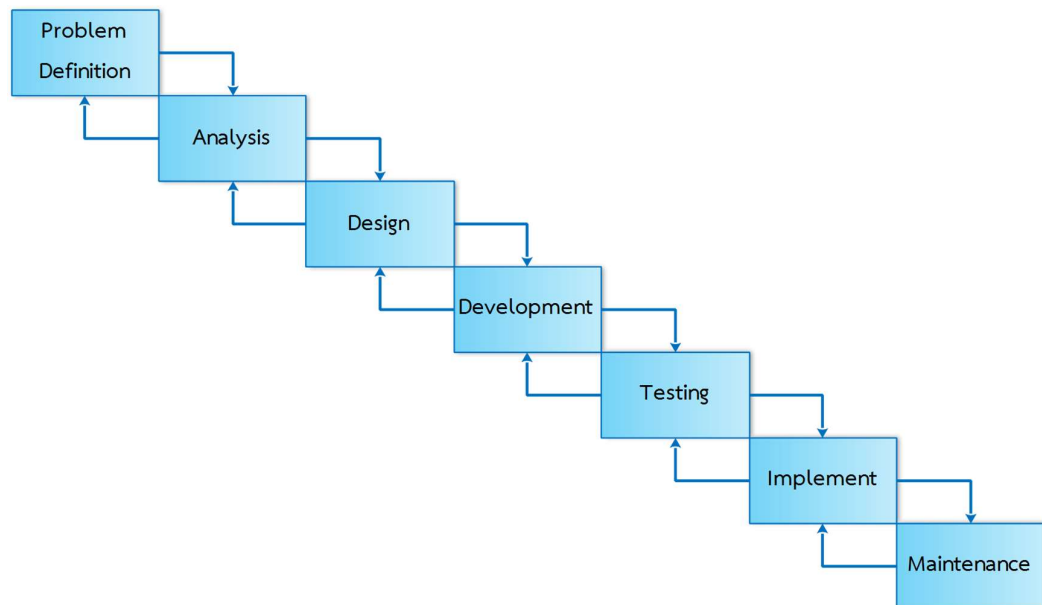 Problem
Definition
Analysis
Design
Development
Testing
Implement
Maintenance